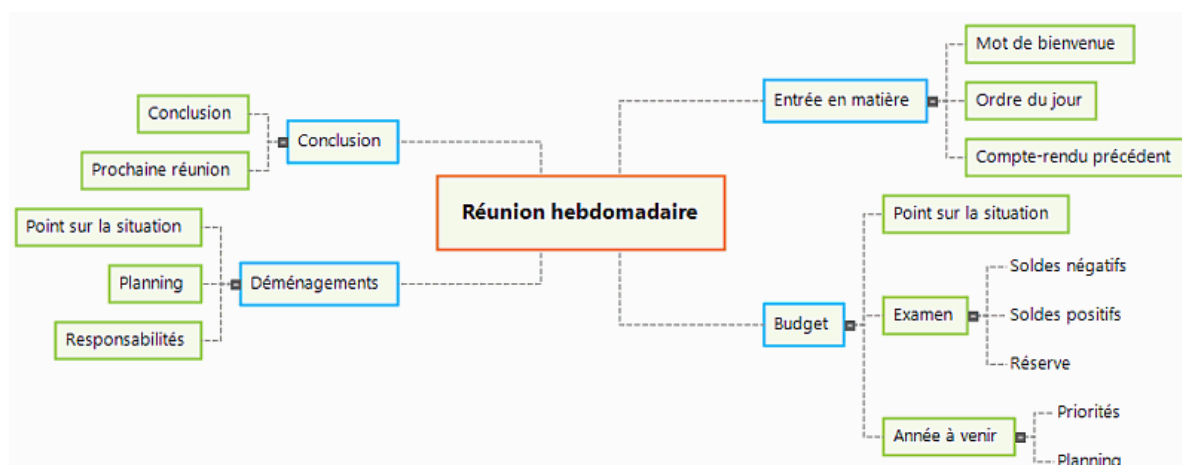 Réunion hebdomadaire
Entrée en matière
Mot de bienvenue
Ordre du jour
Compte-rendu précédent
Budget
Point sur la situation
Examen
Soldes négatifs
Soldes positifs
Réserve
Année à venir
Priorités
Planning
Déménagements
Point sur la situation
Planning
Responsabilités
Conclusion
Conclusion
Prochaine réunion